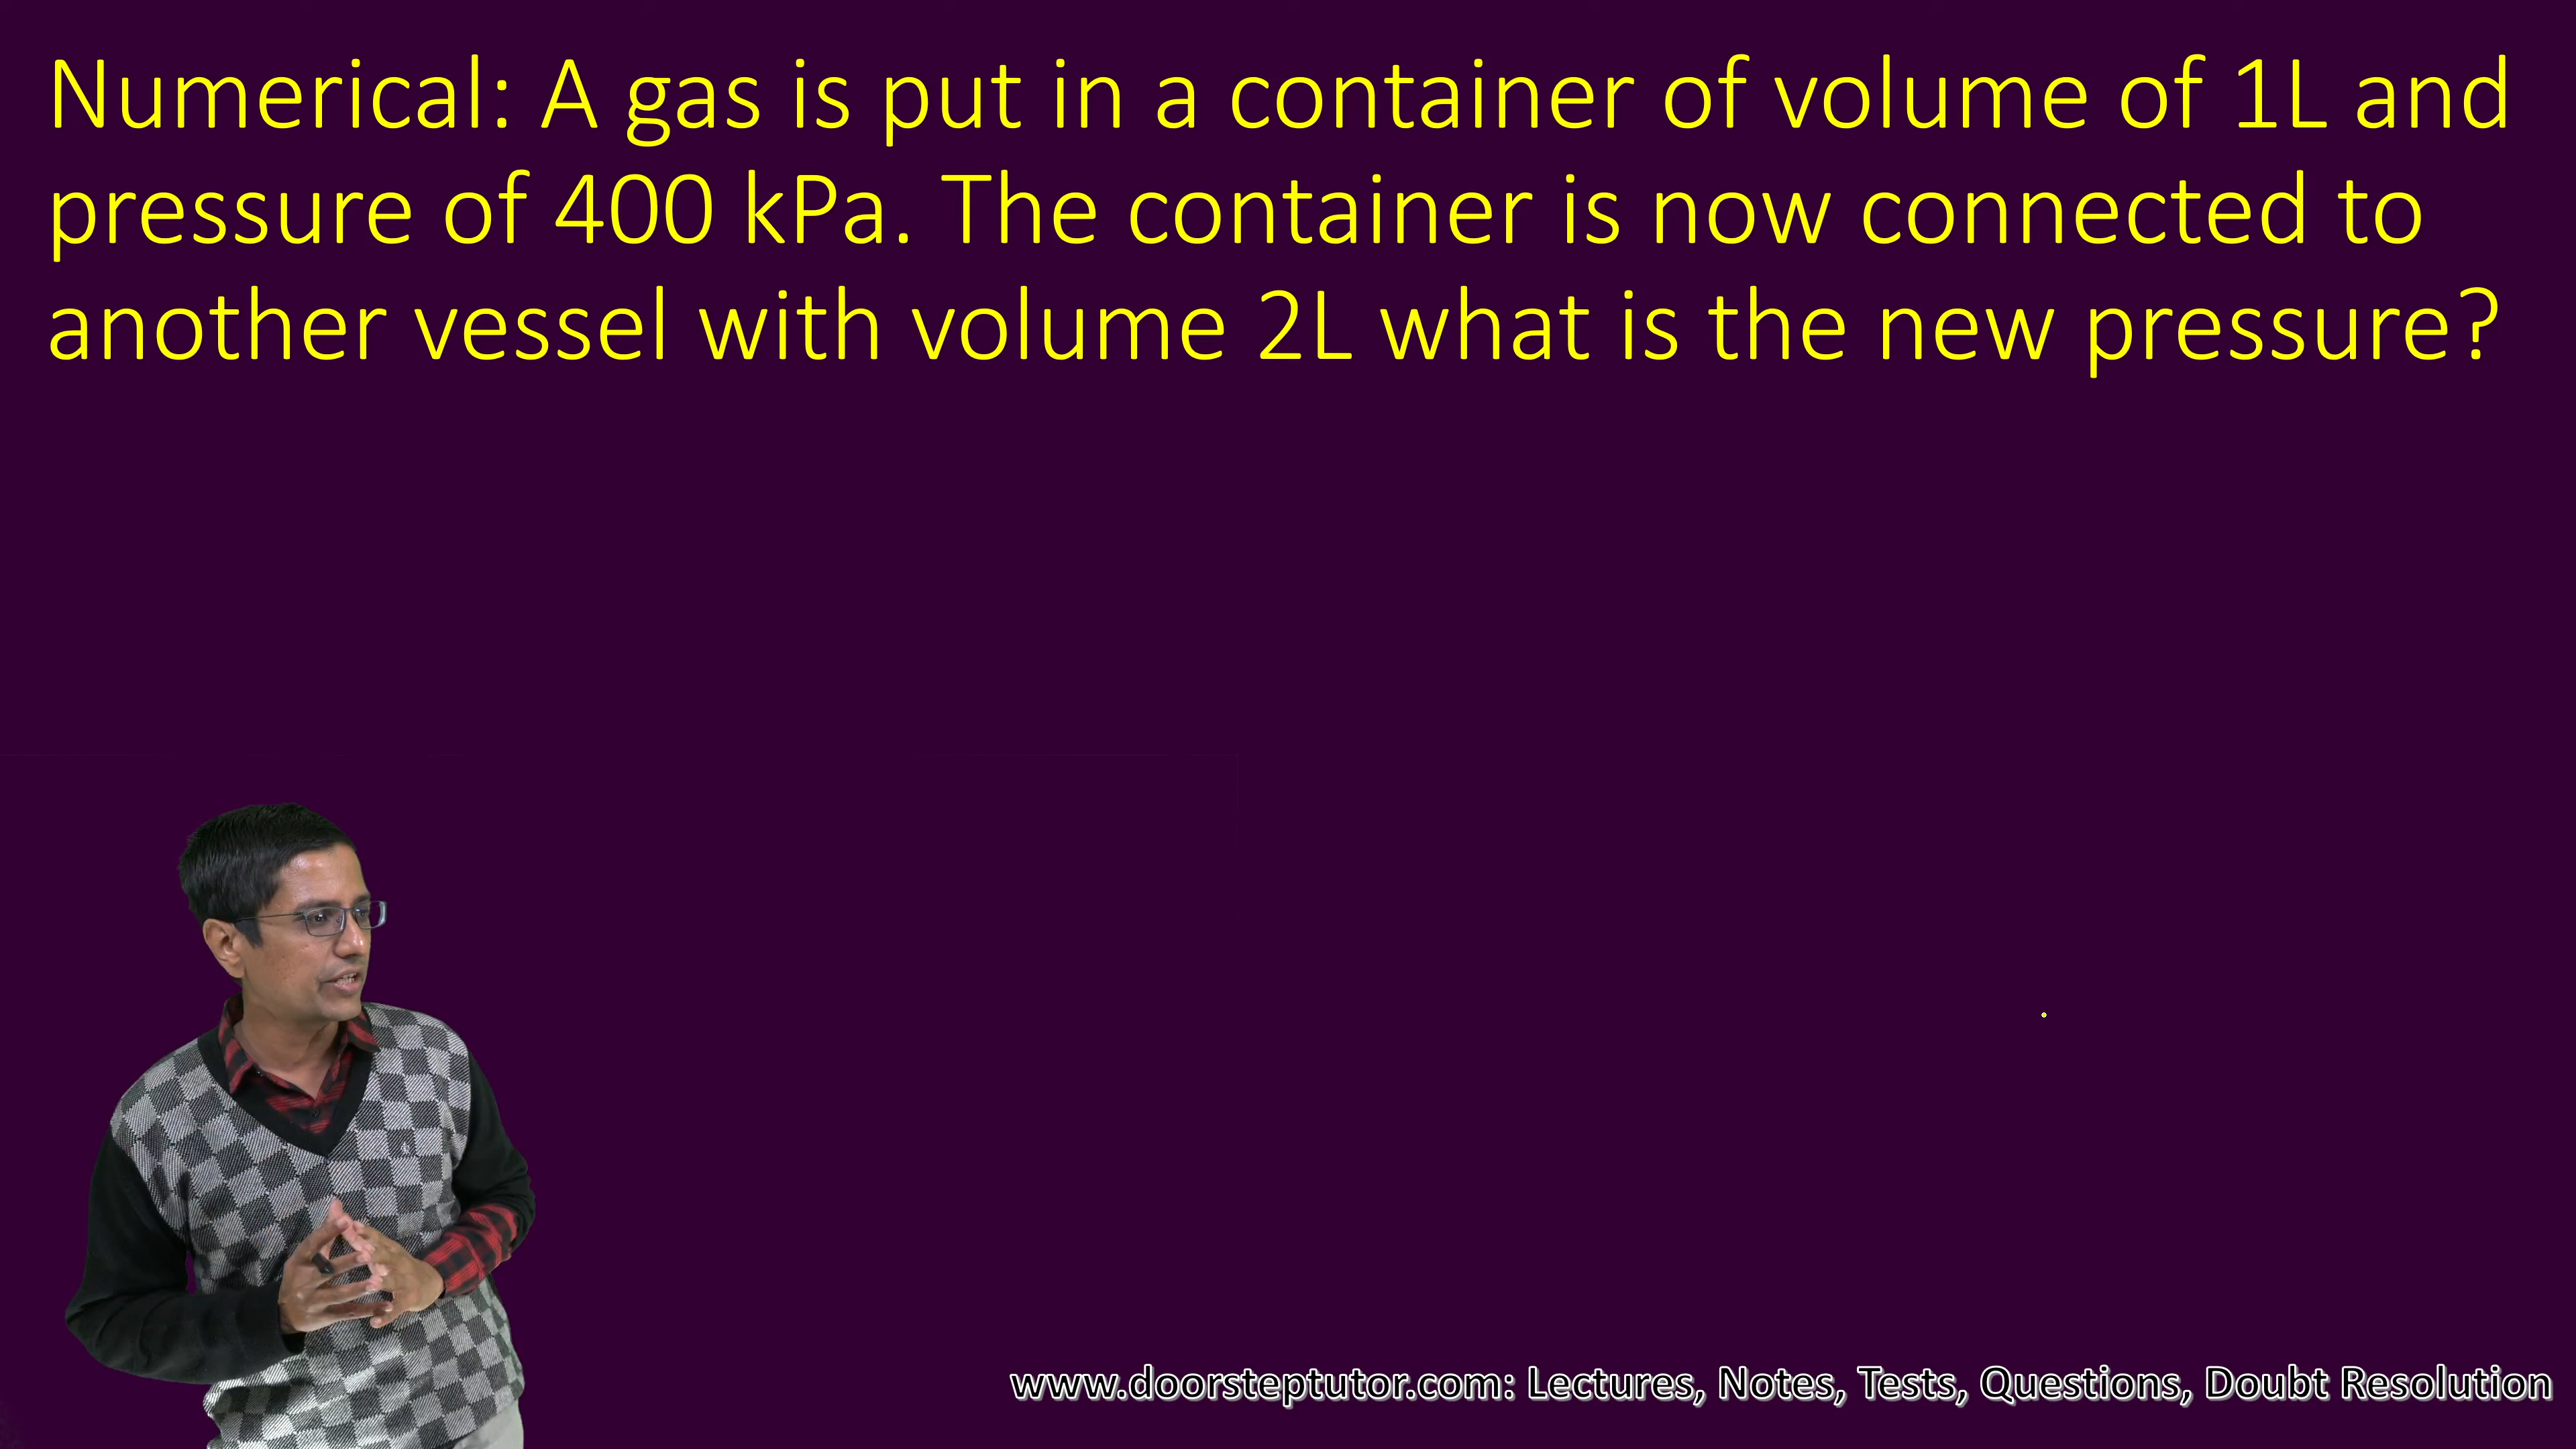 Numerical: A gas is put in a container of volume of 1L and
pressure of 400 kPa. The container is now connected to
another vessel with volume 2L what is the new pressure?
www.doorsteptutor.com: Lectures, Notes, Tests, Questions, Doubt Resolution